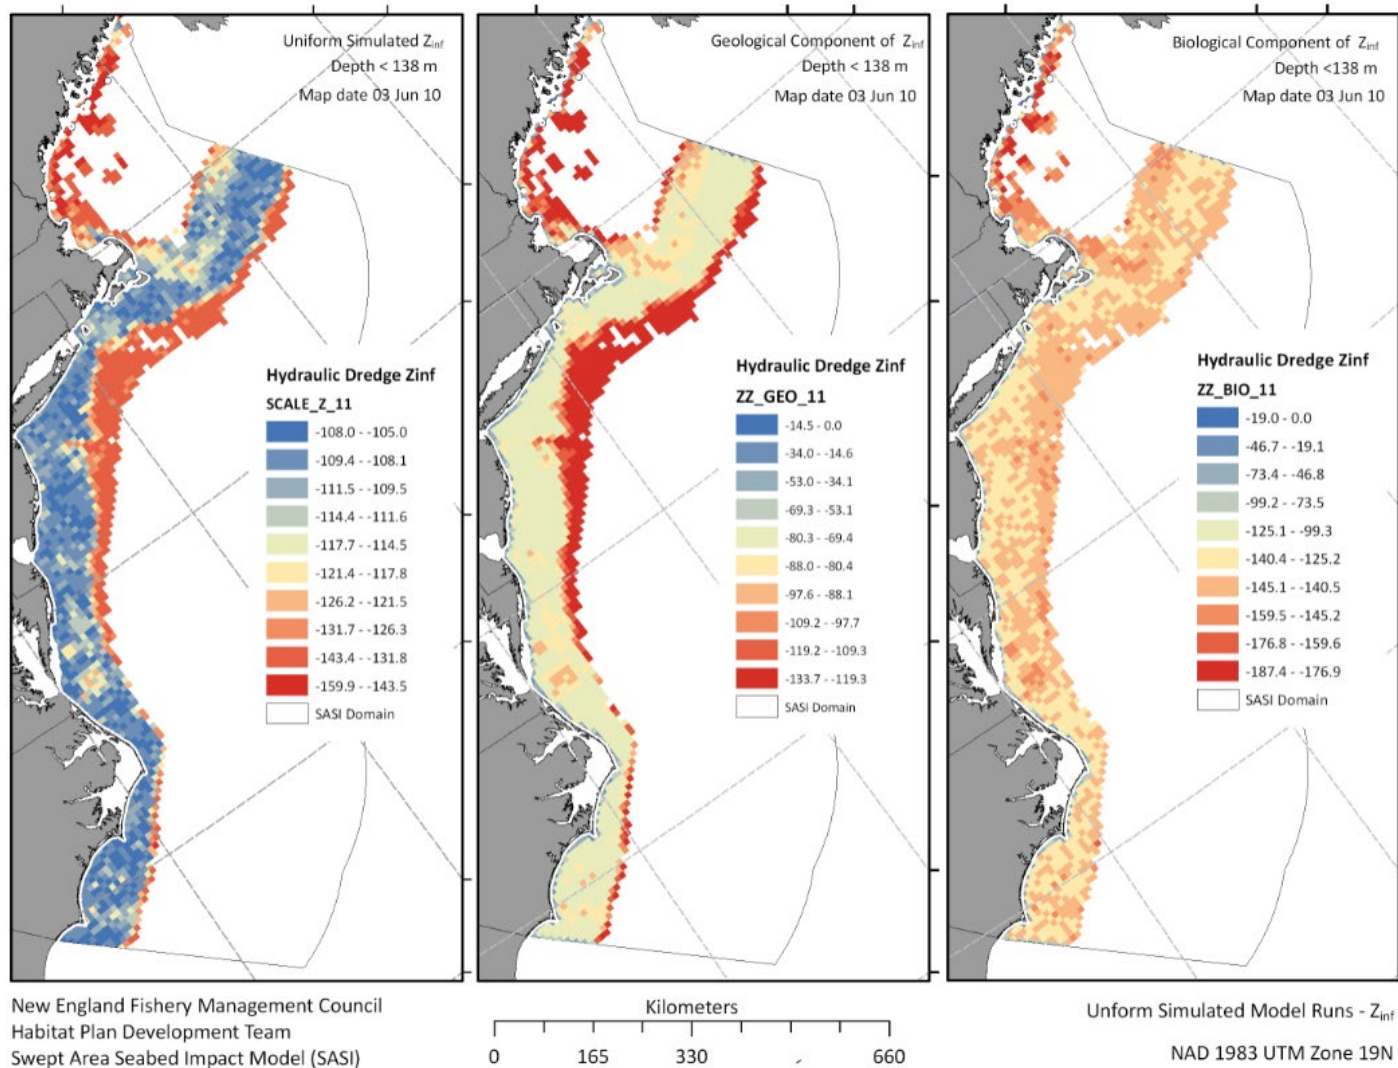 Uniform Simulated Zinf
Depth < 138 m
Map date 03 Jun 10
Hydraulic Dredge Zinf
SCALE_Z_11
-108.0 - -105.0
-109.4 - -108.1
-111.5 - -109.5
-114.4 - -111.6
-117.7 - -114.5
-121.4 - -117.8
-126.2 - -121.5
-131.7 - -126.3
-143.4 - -131.8
-159.9 - -143.5
SASI Domain
Geological Component of Zinf
Depth < 138 m
Map date 03 Jun 10
Hydraulic Dredge Zinf
ZZ_GEO_11
-14.5 - 0.0
-34.0 - -14.6
-53.0 - -34.1
-69.3 - -53.1
-80.3 - -69.4
-88.0 - -80.4
-97.6 - -88.1
-109.2 - -97.7
-119.2 - -109.3
-133.7 - -119.3
SASI Domain
Biological Component of Zinf
Depth <138 m
Map date 03 Jun 10
Hydraulic Dredge Zinf
ZZ_BIO_11
-19.0 - 0.0
-46.7 - -19.1
-73.4 - -46.8
-99.2 - -73.5
-125.1 - -99.3
-140.4 - -125.2
-145.1 - -140.5
-159.5 - -145.2
-176.8 - -159.6
-187.4 - -176.9
SASI Domain
New England Fishery Management Council
Habitat Plan Development Team
Swept Area Seabed Impact Model (SASI)
Kilometers
0 165 330 660
Unform Simulated Model Runs - Zinf
NAD 1983 UTM Zone 19N